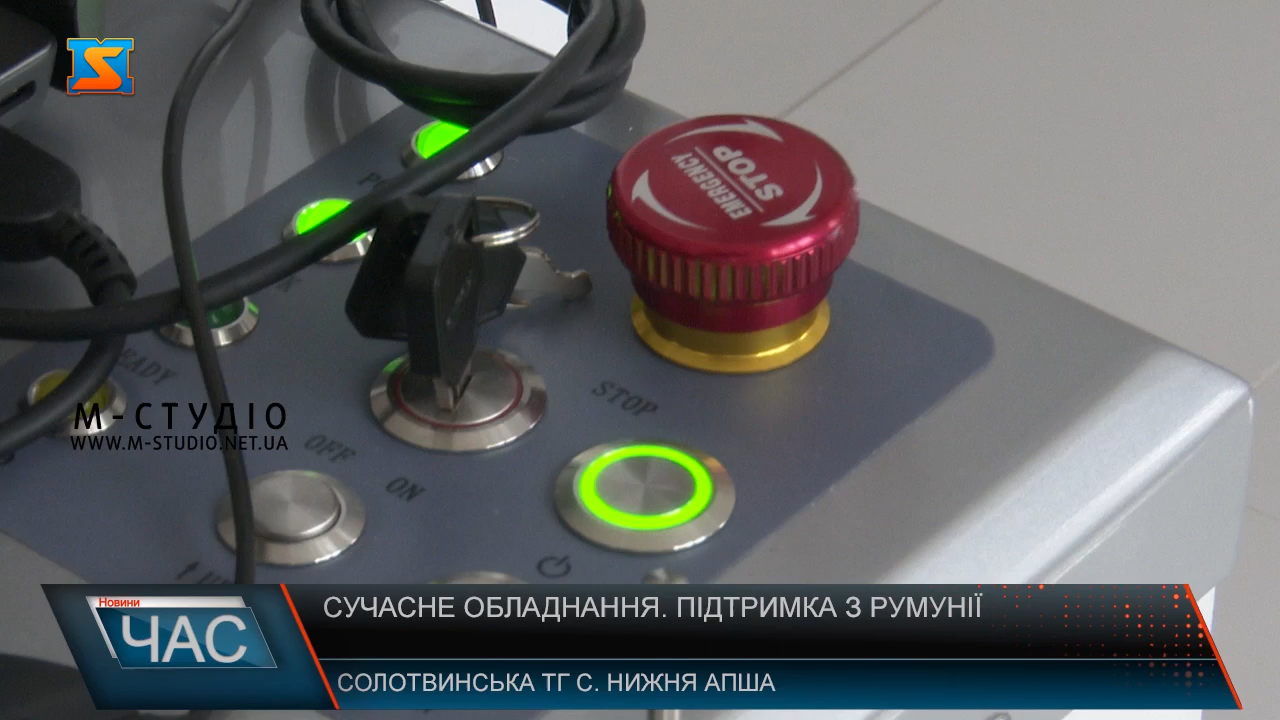 EMERGENCY
STOP
READY
STOP
OFF
ON
М-СТУДІО
WWW.M-STUDIO.NET.UA
Новини
ЧАС
СУЧАСНЕ ОБЛАДНАННЯ. ПІДТРИМКА З РУМУНІЇ
СОЛОТВИНСЬКА ТГ С. НИЖНЯ АПША